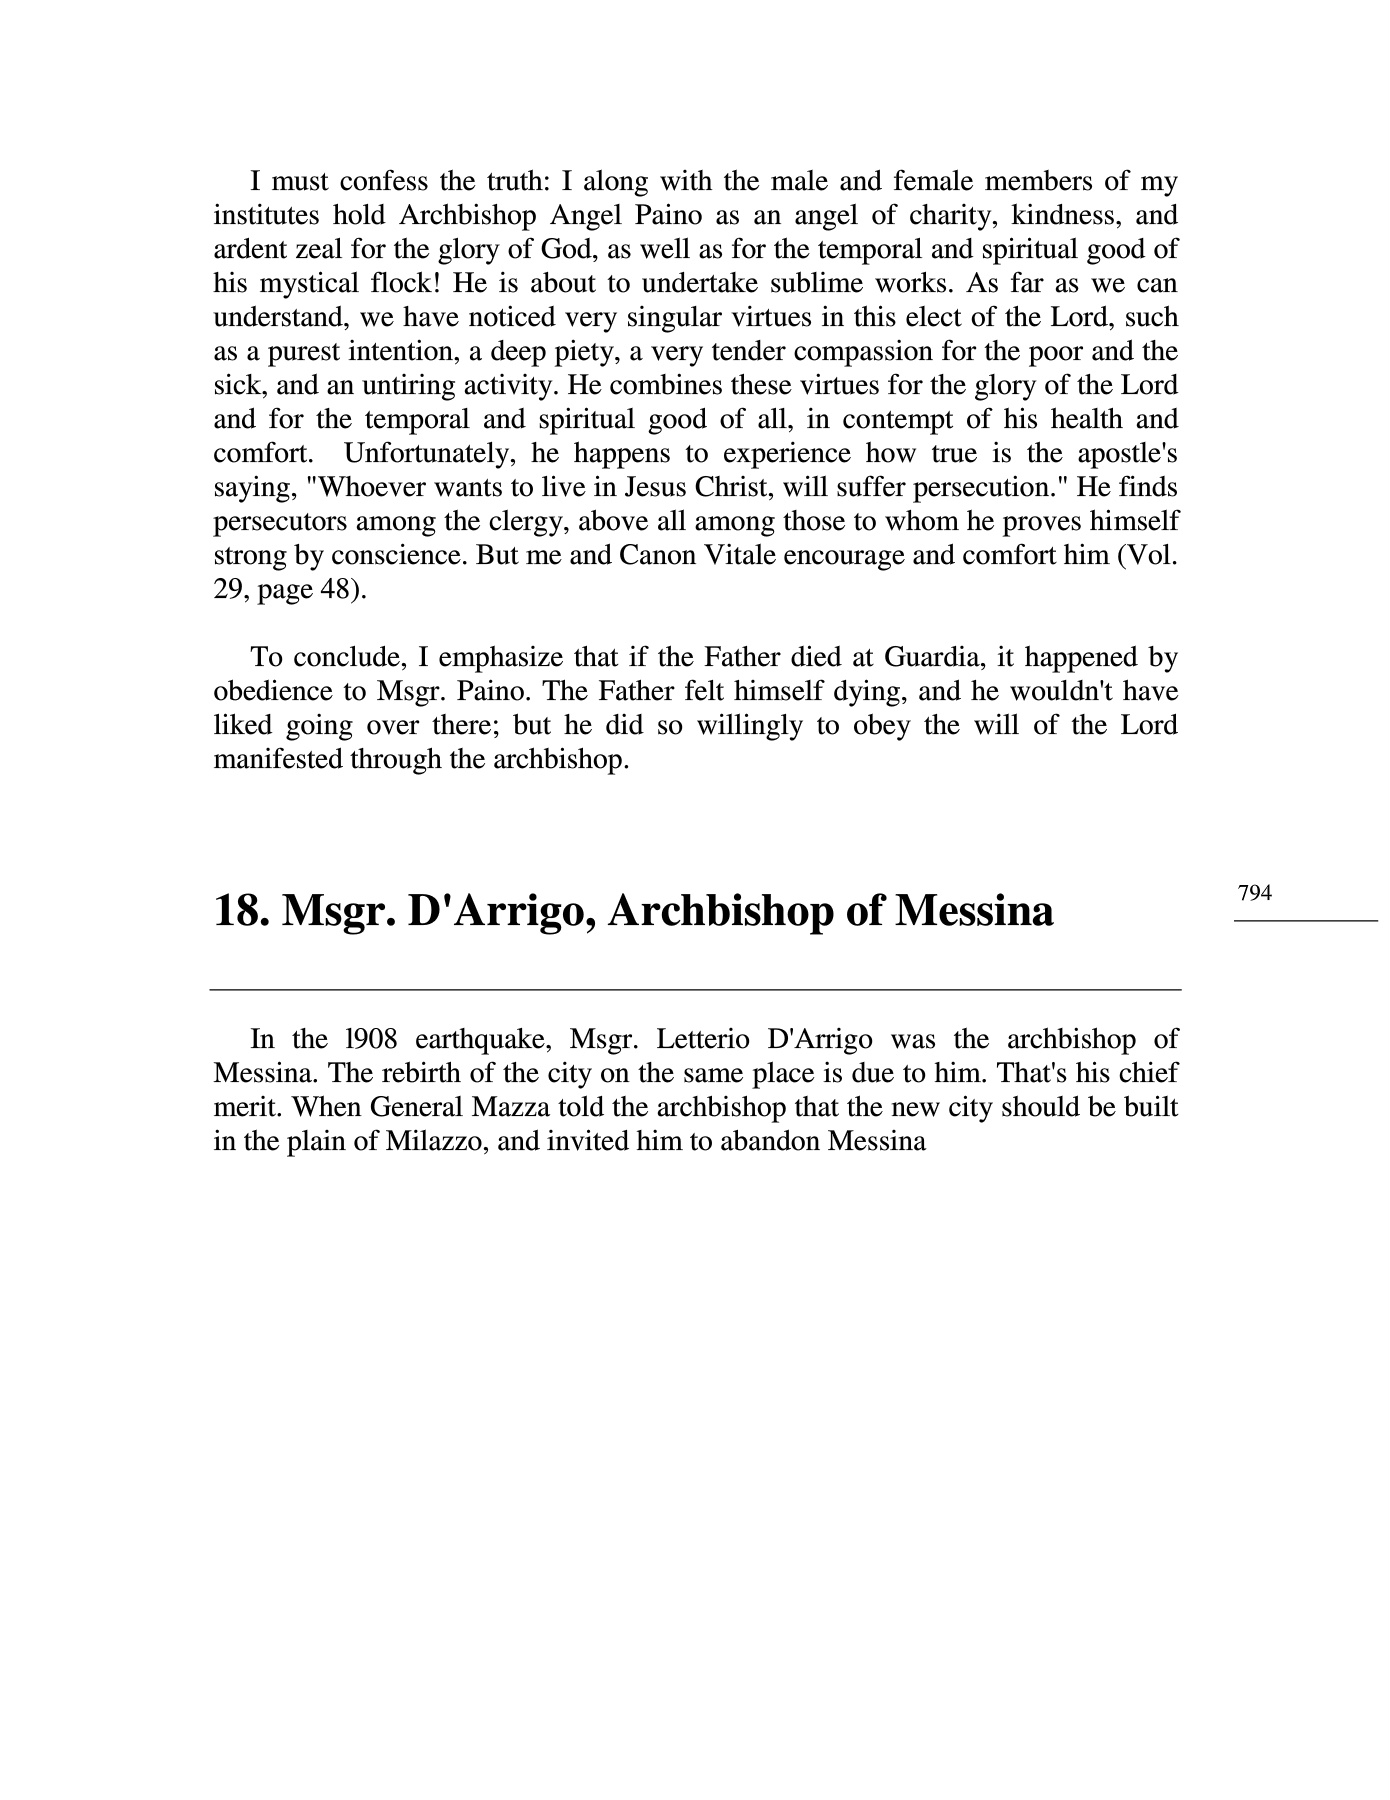 I must confess the truth: I along with the male and female members of my
institutes hold Archbishop Angel Paino as an angel of charity, kindness, and
ardent zeal for the glory of God, as well as for the temporal and spiritual good of
his mystical flock! He is about to undertake sublime works. As far as we can
understand, we have noticed very singular virtues in this elect of the Lord, such
as a purest intention, a deep piety, a very tender compassion for the poor and the
sick, and an untiring activity. He combines these virtues for the glory of the Lord
and for the temporal and spiritual good of all, in contempt of his health and
comfort. Unfortunately, he happens to experience how true is the apostle's
saying, "Whoever wants to live in Jesus Christ, will suffer persecution." He finds
persecutors among the clergy, above all among those to whom he proves himself
strong by conscience. But me and Canon Vitale encourage and comfort him (Vol.
29, page 48).
To conclude, I emphasize that if the Father died at Guardia, it happened by
obedience to Msgr. Paino. The Father felt himself dying, and he wouldn't have
liked going over there; but he did so willingly to obey the will of the Lord
manifested through the archbishop.
18. Msgr. D'Arrigo, Archbishop of Messina
794
In the l908 earthquake, Msgr. Letterio D'Arrigo was the archbishop of
Messina. The rebirth of the city on the same place is due to him. That's his chief
merit. When General Mazza told the archbishop that the new city should be built
in the plain of Milazzo, and invited him to abandon Messina